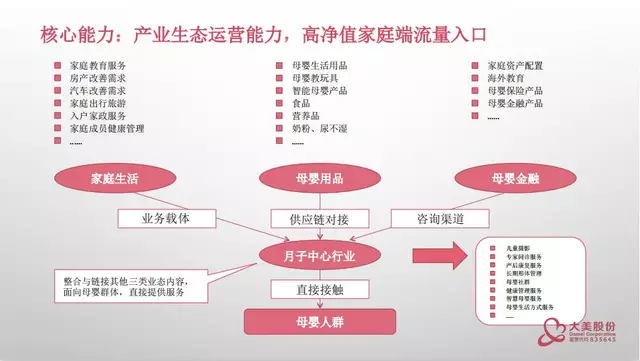 核心能力：产业生态运营能力，高净值家庭端流量入口
家庭教育服务
房产改善需求
汽车改善需求
家庭出行旅游
入户家政服务
家庭成员健康管理
……
母婴生活用品
母婴教玩具
智能母婴产品
食品
营养品
奶粉、尿不湿
……
家庭资产配置
海外教育
母婴保险产品
母婴金融产品
……
家庭生活
母婴用品
母婴金融
业务载体
供应链对接
咨询渠道
月子中心行业
整合与链接其他三类业态内容，
面向母婴群体，直接提供服务
直接接触
母婴人群
儿童摄影
专家问诊服务
产后康复服务
长期形体管理
母婴社群
健康管理服务
智慧母婴服务
母婴生活方式服务
……
大美股份
Damei Corporation
股票代码 835645